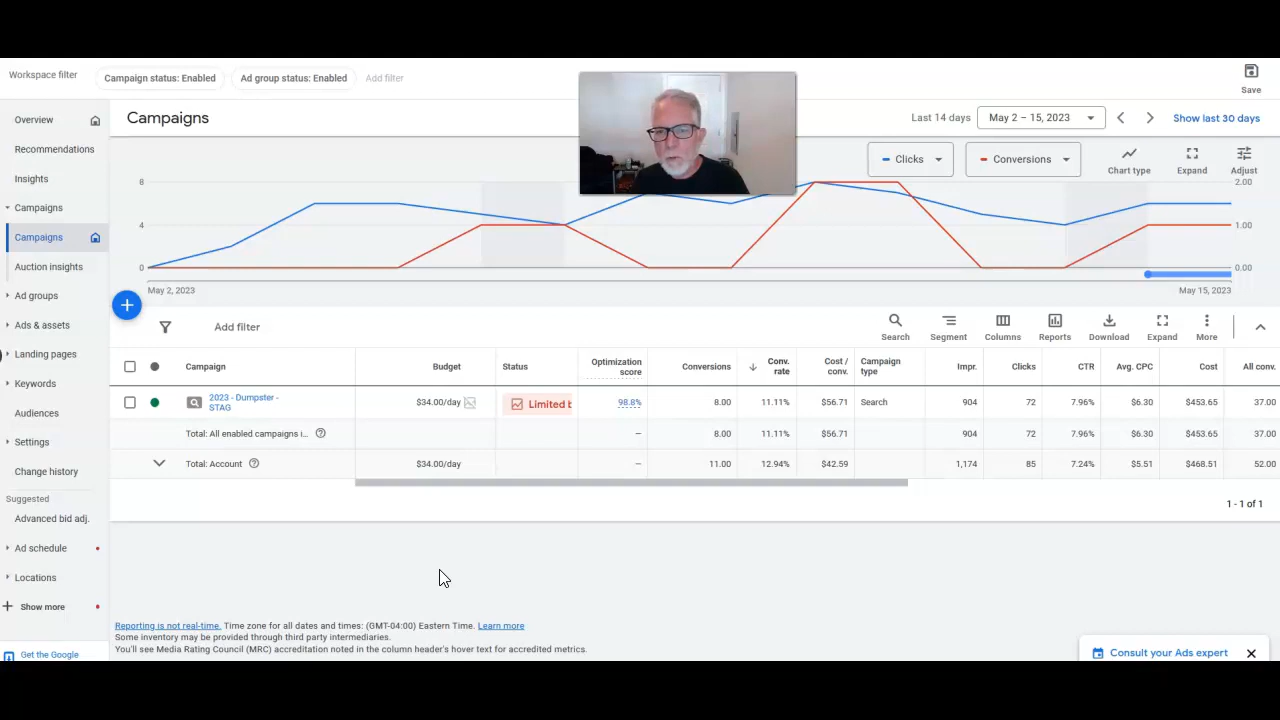 Workspace filter
Campaign status: Enabled
Ad group status: Enabled
Add filter
Save
Overview
Recommendations
Insights
Campaigns
Campaigns
Auction insights
Ad groups
Ads & assets
Landing pages
Keywords
Audiences
Settings
Change history
Suggested
Advanced bid adj.
Ad schedule
Locations
Show more
Get the Google
Campaigns
Last 14 days
May 2 – 15, 2023
Show last 30 days
Clicks
Conversions
Chart type
Expand
Adjust
8
4
0
2.00
1.00
0.00
May 2, 2023
May 15, 2023
Add filter
Search
Segment
Columns
Reports
Download
Expand
More
Campaign Budget Status Optimization score Conversions Conv. rate Cost / conv. Campaign type Impr. Clicks CTR Avg. CPC Cost All conv.
2023 - Dumpster - STAG $34.00/day Limited b 98.8% 8.00 11.11% $56.71 Search 904 72 7.96% $6.30 $453.65 37.00
Total: All enabled campaigns i... – 8.00 11.11% $56.71 904 72 7.96% $6.30 $453.65 37.00
Total: Account $34.00/day – 11.00 12.94% $42.59 1,174 85 7.24% $5.51 $468.51 52.00
1 - 1 of 1
Reporting is not real-time. Time zone for all dates and times: (GMT-04:00) Eastern Time. Learn more
Some inventory may be provided through third party intermediaries.
You'll see Media Rating Council (MRC) accreditation noted in the column header's hover text for accredited metrics.
Consult your Ads expert